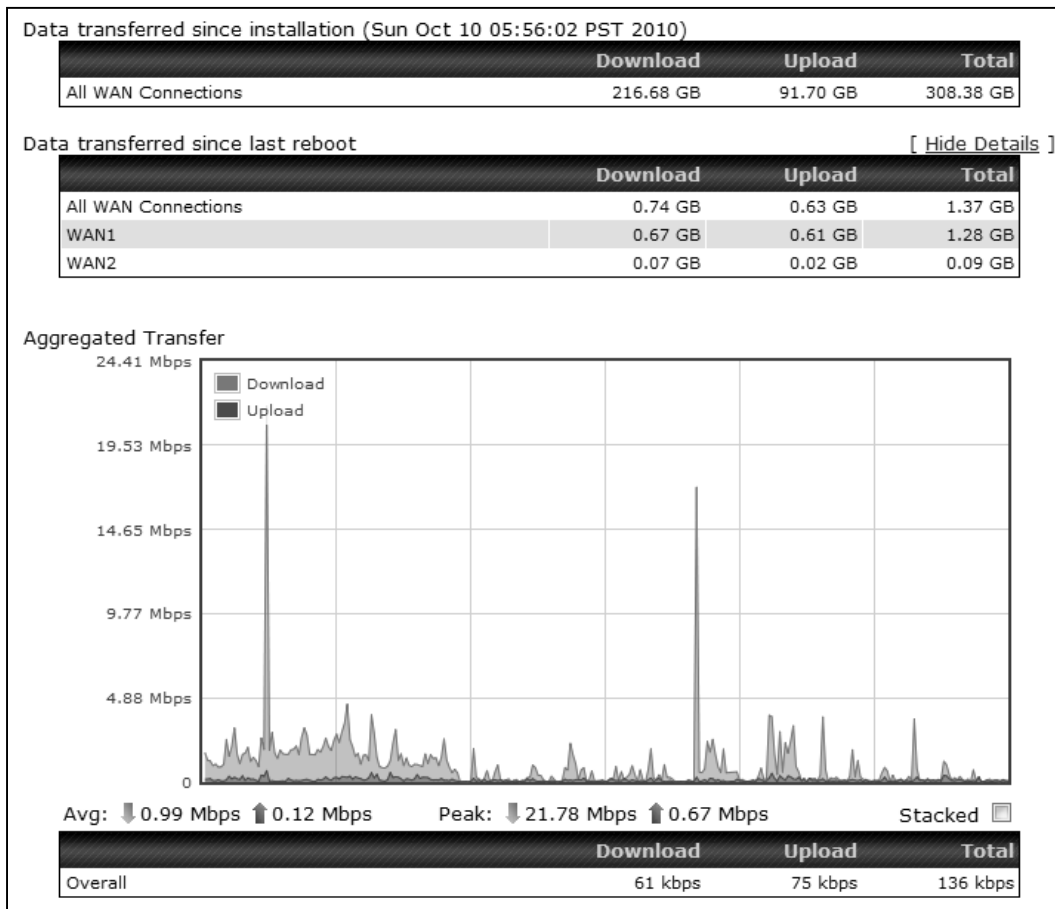 Data transferred since installation (Sun Oct 10 05:56:02 PST 2010)
Download Upload Total
All WAN Connections 216.68 GB 91.70 GB 308.38 GB
Data transferred since last reboot [ Hide Details ]
Download Upload Total
All WAN Connections 0.74 GB 0.63 GB 1.37 GB
WAN1 0.67 GB 0.61 GB 1.28 GB
WAN2 0.07 GB 0.02 GB 0.09 GB
Aggregated Transfer
24.41 Mbps
Download
Upload
19.53 Mbps
14.65 Mbps
9.77 Mbps
4.88 Mbps
0
Avg: 0.99 Mbps 0.12 Mbps Peak: 21.78 Mbps 0.67 Mbps Stacked
Download Upload Total
Overall 61 kbps 75 kbps 136 kbps